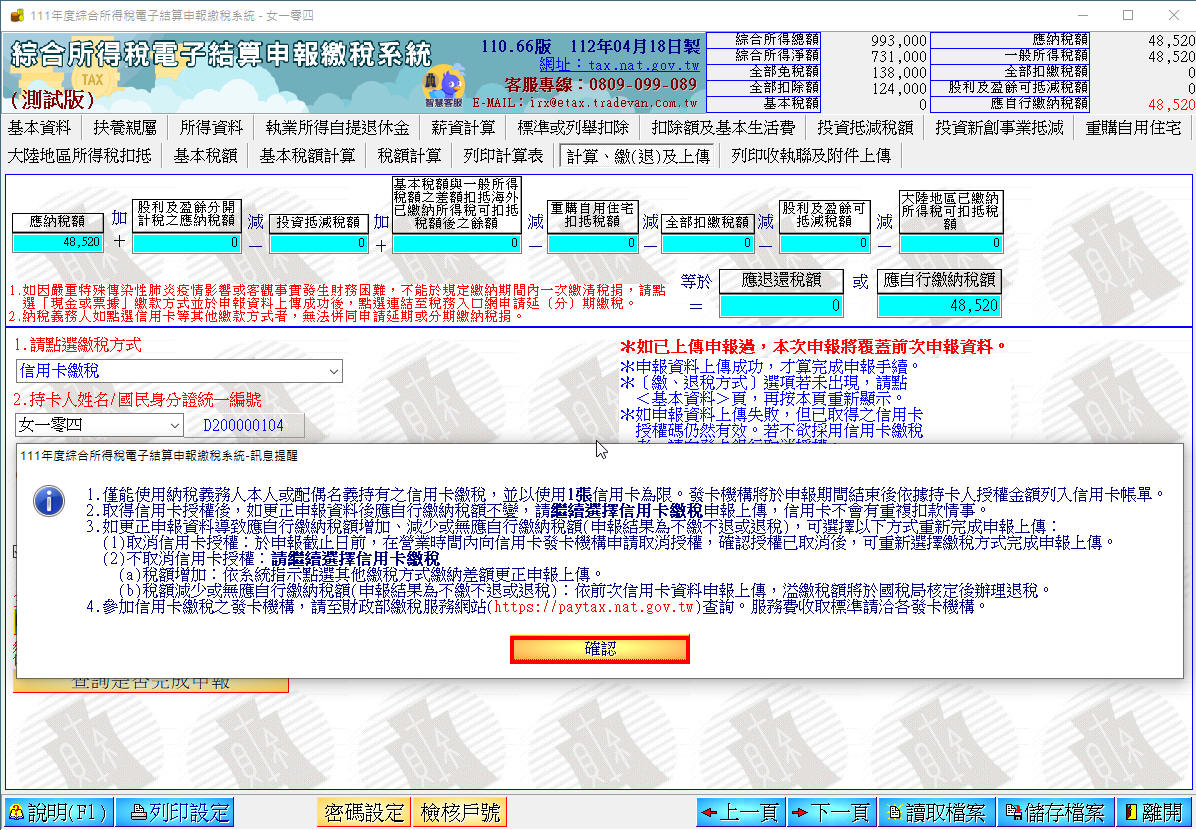 111年度綜合所得稅電子結算申報繳稅系統 - 女一零四
綜合所得稅電子結算申報繳稅系統
TAX
(測試版)
110.66版 112年04月18日製
網址：tax.nat.gov.tw
客服專線：0809-099-089
E-MAIL：irx@etax.tradevan.com.tw
智慧客服
綜合所得總額 993,000 應納稅額 48,520
綜合所得淨額 731,000 一般所得稅額 48,520
全部免稅額 138,000 全部扣繳稅額 0
全部扣除額 124,000 股利及盈餘可抵減稅額 0
基本稅額 0 應自行繳納稅額 48,520
基本資料 扶養親屬 所得資料 執業所得自提退休金 薪資計算 標準或列舉扣除 扣除額及基本生活費 投資抵減稅額 投資新創事業抵減 重購自用住宅
大陸地區所得稅扣抵 基本稅額 基本稅額計算 稅額計算 列印計算表 計算、繳(退)及上傳 列印收執聯及附件上傳
應納稅額
48,520
加
＋
股利及盈餘分開
計稅之應納稅額
0
減
－
投資抵減稅額
0
加
＋
基本稅額與一般所得
稅額之差額扣抵海外
已繳納所得稅可扣抵
稅額後之餘額
0
減
－
重購自用住宅
扣抵稅額
0
減
－
全部扣繳稅額
0
減
－
股利及盈餘可
抵減稅額
0
減
－
大陸地區已繳納
所得稅可扣抵稅
額
0
1.如因嚴重特殊傳染性肺炎疫情影響或客觀事實發生財務困難，不能於規定繳納期間內一次繳清稅捐，請點
選「現金或票據」繳款方式並於申報資料上傳成功後，點選連結至稅務入口網申請延（分）期繳稅。
2.納稅義務人如點選信用卡等其他繳款方式者，無法併同申請延期或分期繳納稅捐。
等於
＝
應退還稅額
0
或
應自行繳納稅額
48,520
1.請點選繳稅方式
信用卡繳稅
2.持卡人姓名/國民身分證統一編號
女一零四 D200000104
＊如已上傳申報過，本次申報將覆蓋前次申報資料。
＊申報資料上傳成功，才算完成申報手續。
＊〔繳、退稅方式〕選項若未出現，請點
＜基本資料＞頁，再按本頁重新顯示。
＊如申報資料上傳失敗，但已取得之信用卡
授權碼仍然有效。若不欲採用信用卡繳稅
111年度綜合所得稅電子結算申報繳稅系統-訊息提醒
1.僅能使用納稅義務人本人或配偶名義持有之信用卡繳稅，並以使用1張信用卡為限。發卡機構將於申報期間結束後依據持卡人授權金額列入信用卡帳單。
2.取得信用卡授權後，如更正申報資料後應自行繳納稅額不變，請繼續選擇信用卡繳稅申報上傳，信用卡不會有重複扣款情事。
3.如更正申報資料導致應自行繳納稅額增加、減少或無應自行繳納稅額(申報結果為不繳不退或退稅)，可選擇以下方式重新完成申報上傳：
(1)取消信用卡授權：於申報截止日前，在營業時間內向信用卡發卡機構申請取消授權，確認授權已取消後，可重新選擇繳稅方式完成申報上傳。
(2)不取消信用卡授權：請繼續選擇信用卡繳稅
(a)稅額增加：依系統指示點選其他繳稅方式繳納差額更正申報上傳。
(b)稅額減少或無應自行繳納稅額(申報結果為不繳不退或退稅)：依前次信用卡資料申報上傳，溢繳稅額將於國稅局核定後辦理退稅。
4.參加信用卡繳稅之發卡機構，請至財政部繳稅服務網站(https://paytax.nat.gov.tw)查詢。服務費收取標準請洽各發卡機構。
確認
查詢是否完成申報
說明(F1) 列印設定 密碼設定 檢核戶號 上一頁 下一頁 讀取檔案 儲存檔案 離開